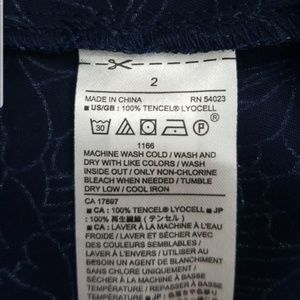 2
MADE IN CHINA RN 54023
■ US/GB : 100% TENCEL® LYOCELL
30 P
1166
MACHINE WASH COLD / WASH AND
DRY WITH LIKE COLORS / WASH
INSIDE OUT / ONLY NON-CHLORINE
BLEACH WHEN NEEDED / TUMBLE
DRY LOW / COOL IRON
CA 17897
■ CA : 100% TENCEL® LYOCELL ■ JP
: 100% 再生繊維 (テンセル)
■ CA : LAVER À LA MACHINE À L'EAU
FROIDE / LAVER ET SÉCHER AVEC
DES COULEURS SEMBLABLES /
LAVER À L'ENVERS / UTILISER AU
BESOIN UN AGENT DE BLANCHIMENT
SANS CHLORE UNIQUEMENT /
SÉCHER À LA MACHINE À BASSE
TEMPÉRATURE / REPASSER À BASSE
TEMPÉRATURE ■ JP :